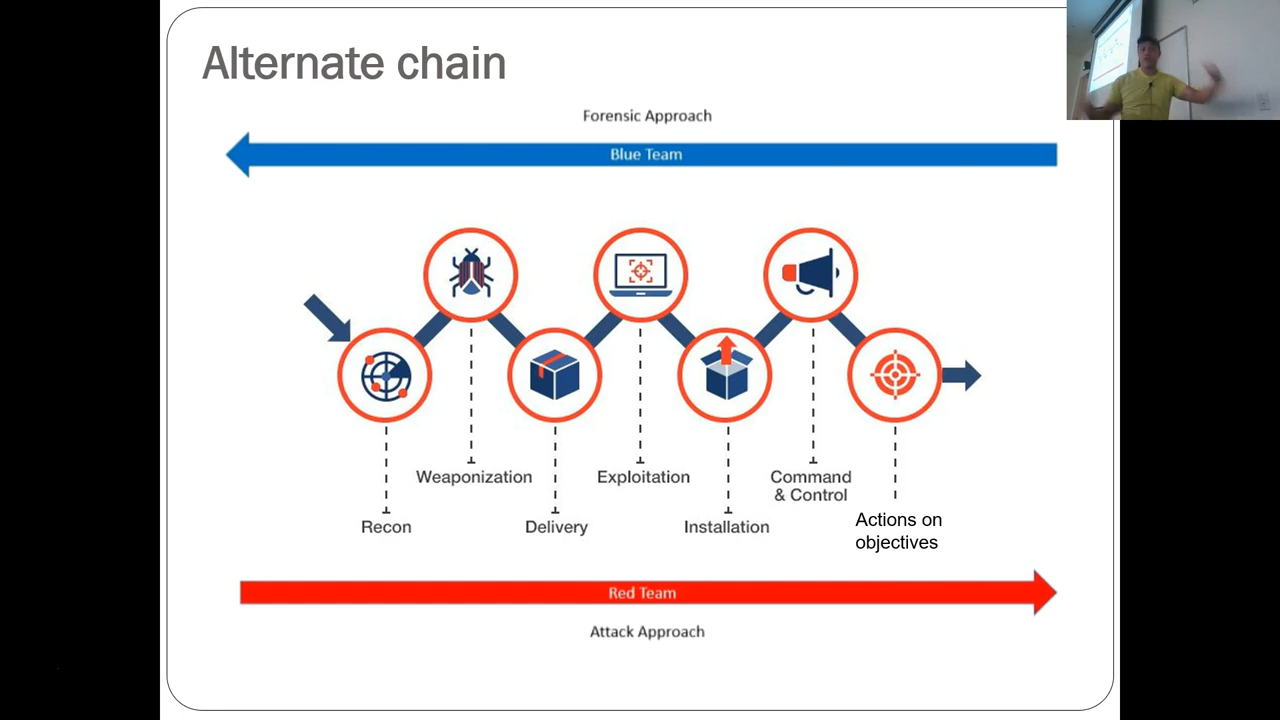 Alternate chain
Forensic Approach
Blue Team
Weaponization
Exploitation
Command
& Control
Recon
Delivery
Installation
Actions on
objectives
Red Team
Attack Approach